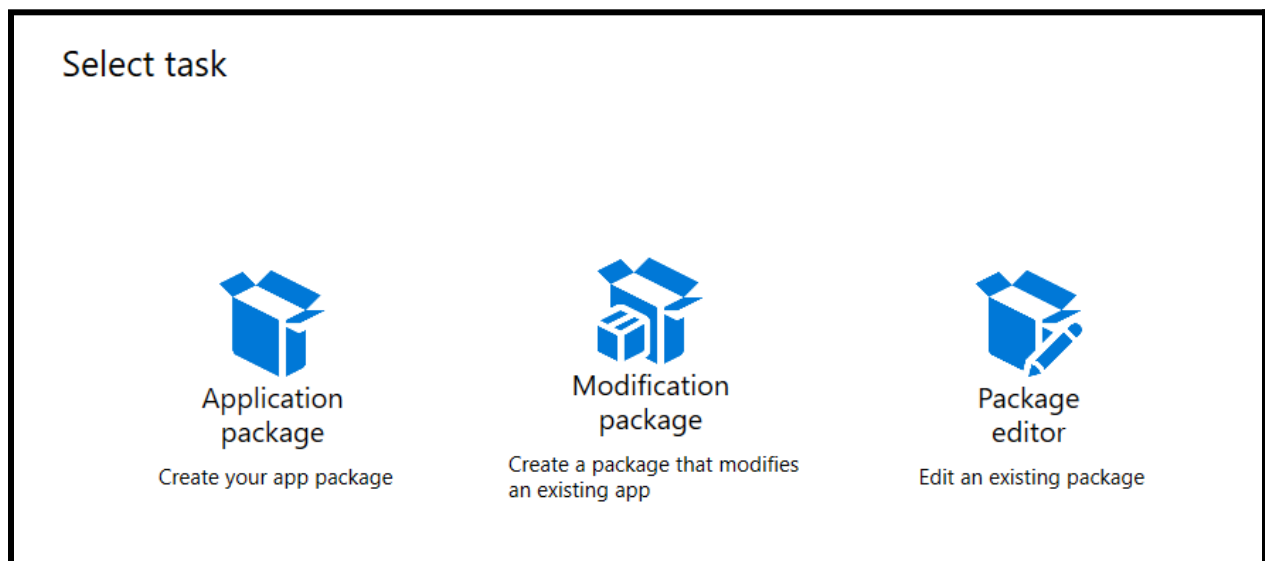 Select task
Application
package
Create your app package
Modification
package
Create a package that modifies
an existing app
Package
editor
Edit an existing package